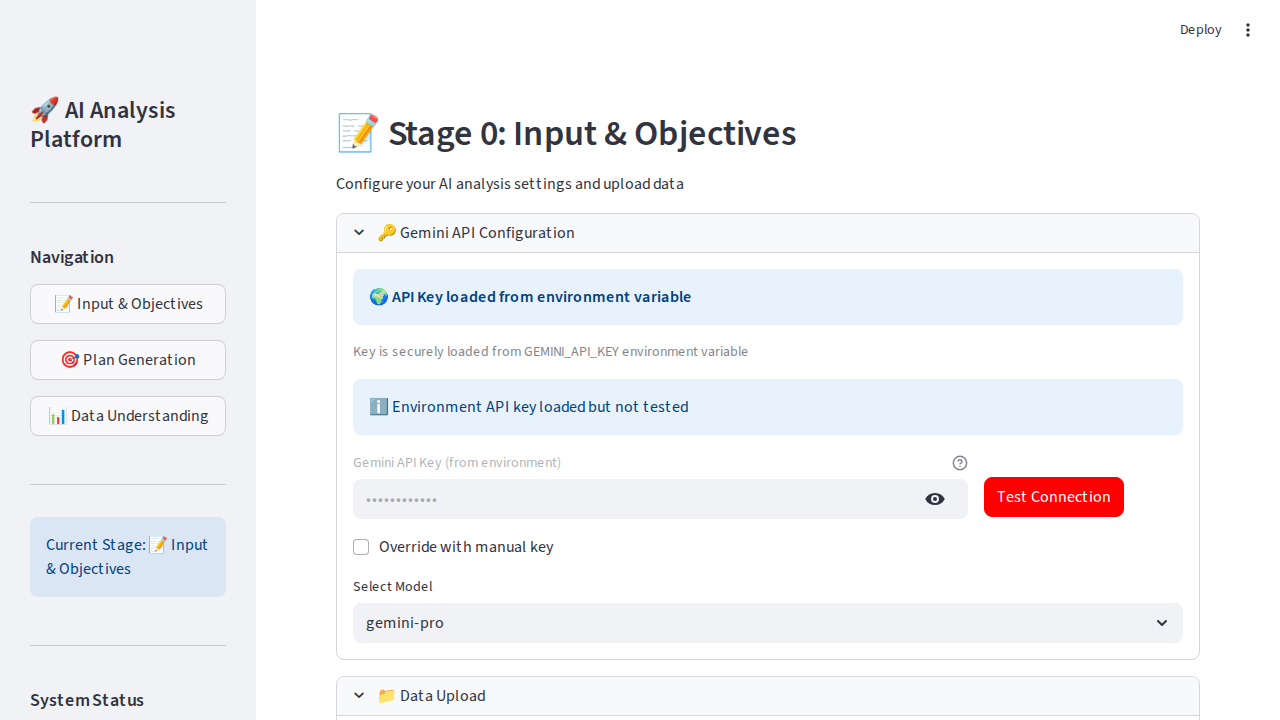 🚀 AI Analysis
Platform
Navigation
📝 Input & Objectives
🎯 Plan Generation
📊 Data Understanding
Current Stage: 📝 Input
& Objectives
System Status
Deploy
📝 Stage 0: Input & Objectives
Configure your AI analysis settings and upload data
🔑 Gemini API Configuration
🌍 API Key loaded from environment variable
Key is securely loaded from GEMINI_API_KEY environment variable
ℹ️ Environment API key loaded but not tested
Gemini API Key (from environment)
••••••••••••
Test Connection
Override with manual key
Select Model
gemini-pro
📁 Data Upload